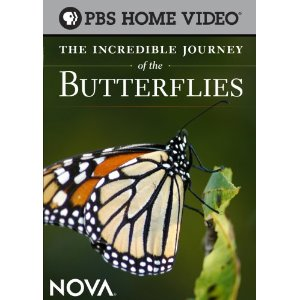 PBS HOME VIDEO®
THE INCREDIBLE JOURNEY
of the
BUTTERFLIES
NOVA®